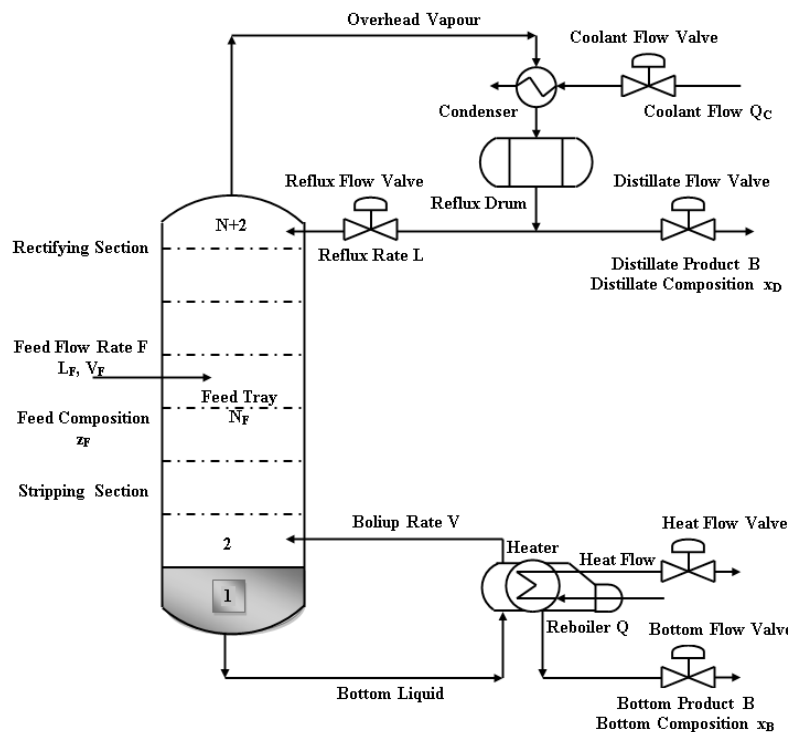 Overhead Vapour
Coolant Flow Valve
Condenser
Coolant Flow QC
Reflux Flow Valve
Reflux Drum
Distillate Flow Valve
N+2
Rectifying Section
Reflux Rate L
Distillate Product B
Distillate Composition xD
Feed Flow Rate F
LF, VF
Feed Tray
NF
Feed Composition
zF
Stripping Section
Boliup Rate V
Heat Flow Valve
2
Heater
Heat Flow
1
Reboiler Q
Bottom Flow Valve
Bottom Liquid
Bottom Product B
Bottom Composition xB